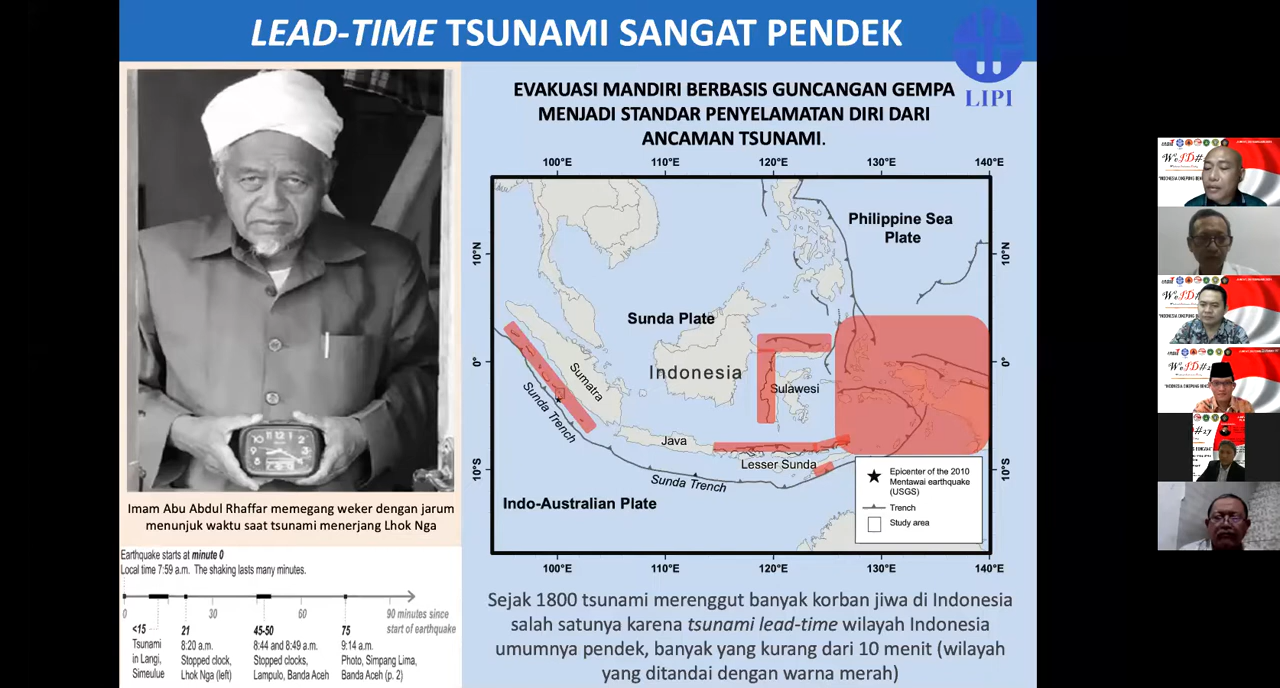 LEAD-TIME TSUNAMI SANGAT PENDEK
LIPI
EVAKUASI MANDIRI BERBASIS GUNCANGAN GEMPA
MENJADI STANDAR PENYELAMATAN DIRI DARI
ANCAMAN TSUNAMI.
100°E 110°E 120°E 130°E 140°E
Philippine Sea
Plate
10°N 10°N
Sunda Plate
0° 0°
Indonesia
Sumatra
Sulawesi
Sunda Trench
Java
Lesser Sunda
10°S 10°S
Sunda Trench
Indo-Australian Plate
Epicenter of the 2010
Mentawai earthquake
(USGS)
Trench
Study area
100°E 110°E 120°E 130°E 140°E
Imam Abu Abdul Rhaffar memegang weker dengan jarum
menunjuk waktu saat tsunami menerjang Lhok Nga
Earthquake starts at minute 0
Local time 7:59 a.m. The shaking lasts many minutes.
0 30 60 90 minutes since
start of earthquake
<15 21 45-50 75
Tsunami 8:20 a.m. 8:44 and 8:49 a.m. 9:14 a.m.
in Langi, Stopped clock, Stopped clocks, Photo, Simpang Lima,
Simeulue Lhok Nga (left) Lampulo, Banda Aceh Banda Aceh (p. 2)
Sejak 1800 tsunami merenggut banyak korban jiwa di Indonesia
salah satunya karena tsunami lead-time wilayah Indonesia
umumnya pendek, banyak yang kurang dari 10 menit (wilayah
yang ditandai dengan warna merah)